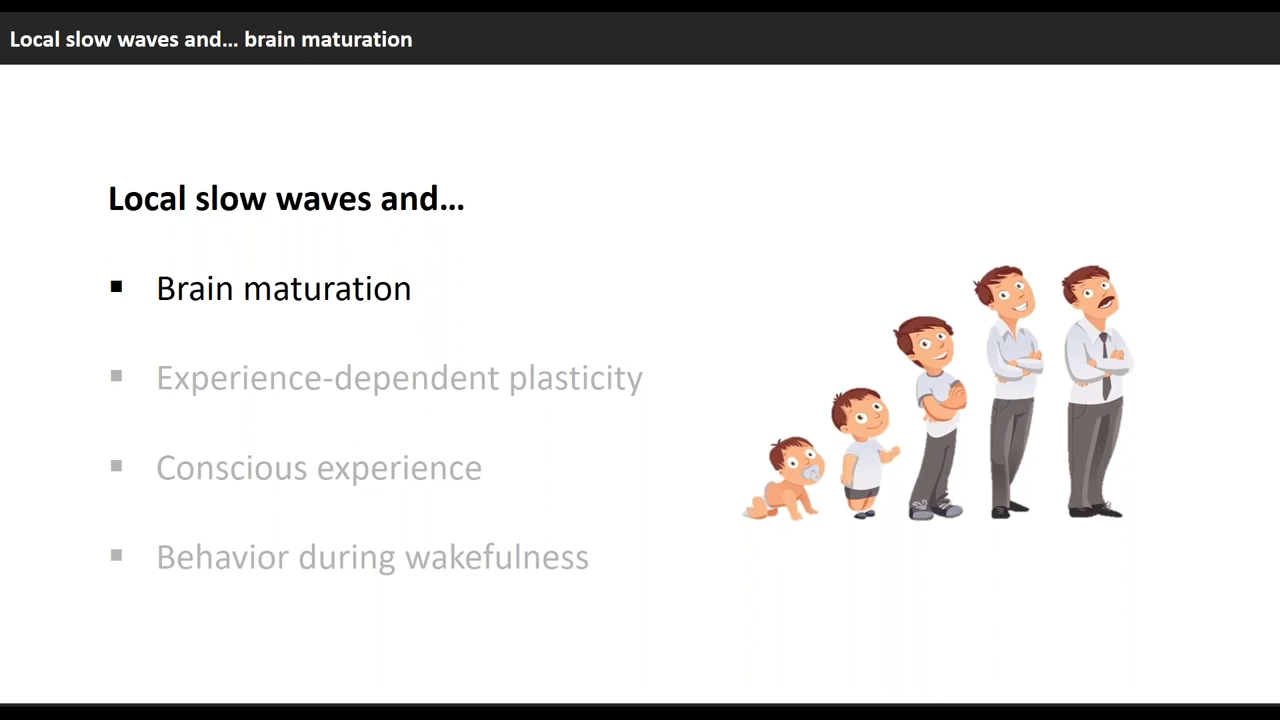 Local slow waves and... brain maturation
Local slow waves and...
▪ Brain maturation
▪ Experience-dependent plasticity
▪ Conscious experience
▪ Behavior during wakefulness